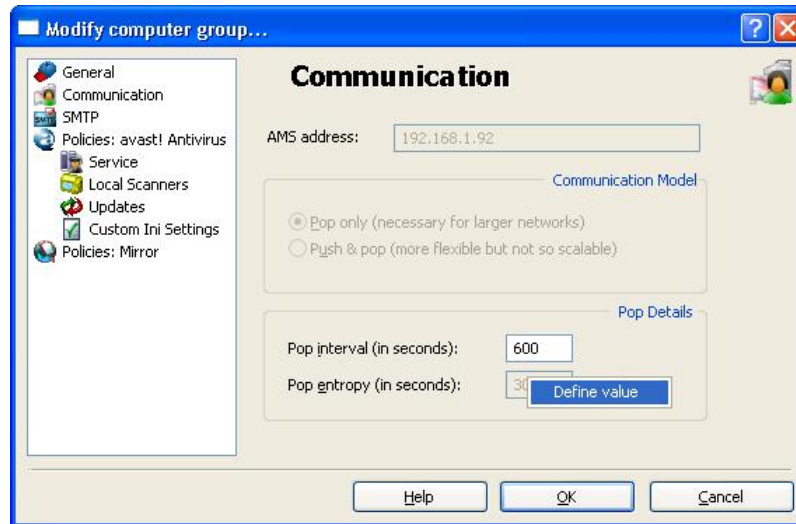 Modify computer group...
General
Communication
SMTP
Policies: avast! Antivirus
Service
Local Scanners
Updates
Custom Ini Settings
Policies: Mirror
Communication
AMS address: 192.168.1.92
Communication Model
Pop only (necessary for larger networks)
Push & pop (more flexible but not so scalable)
Pop Details
Pop interval (in seconds): 600
Pop entropy (in seconds):
Define value
Help OK Cancel